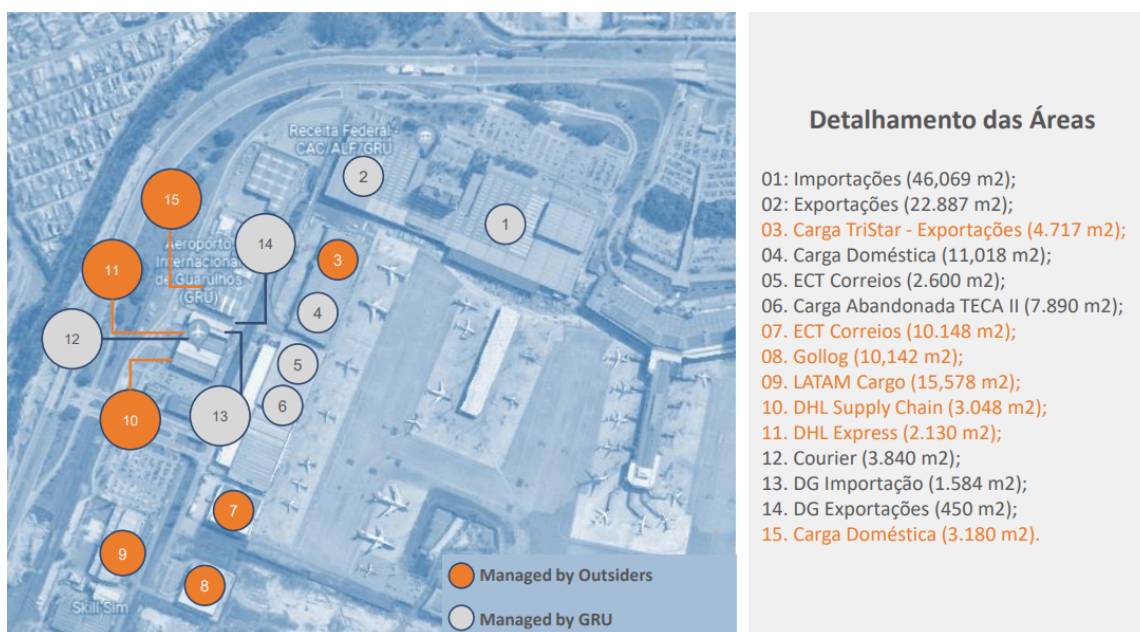 Receita Federal -
CAC/ALF/GRU
2
15
1
14
Aeroporto
Internacional
de Guarulhos
(GRU)
3
11
4
12
5
6
13
10
7
9
8
Skill Sim
Managed by Outsiders
Managed by GRU
Detalhamento das Áreas
01: Importações (46,069 m2);
02: Exportações (22.887 m2);
03. Carga TriStar - Exportações (4.717 m2);
04: Carga Doméstica (11,018 m2);
05: ECT Correios (2.600 m2);
06: Carga Abandonada TECA II (7.890 m2);
07: ECT Correios (10.148 m2);
08: Gollog (10,142 m2);
09: LATAM Cargo (15,578 m2);
10: DHL Supply Chain (3.048 m2);
11: DHL Express (2.130 m2);
12: Courier (3.840 m2);
13: DG Importação (1.584 m2);
14: DG Exportações (450 m2);
15. Carga Doméstica (3.180 m2).